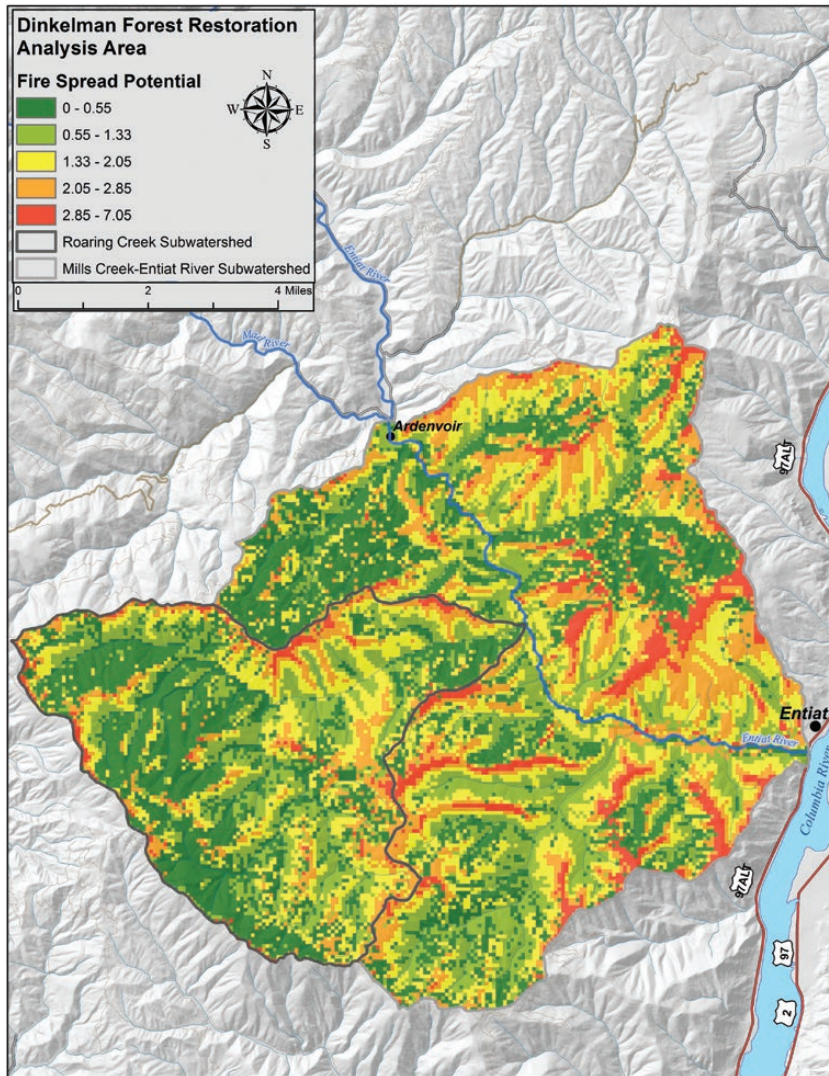 Dinkelman Forest Restoration
Analysis Area
Fire Spread Potential
N
W E
S
0 - 0.55
0.55 - 1.33
1.33 - 2.05
2.05 - 2.85
2.85 - 7.05
Roaring Creek Subwatershed
Mills Creek-Entiat River Subwatershed
0 2 4 Miles
Entiat River
Mad River
Ardenvoir
97ALT
Entiat
Entiat River
Columbia River
97ALT
97
2